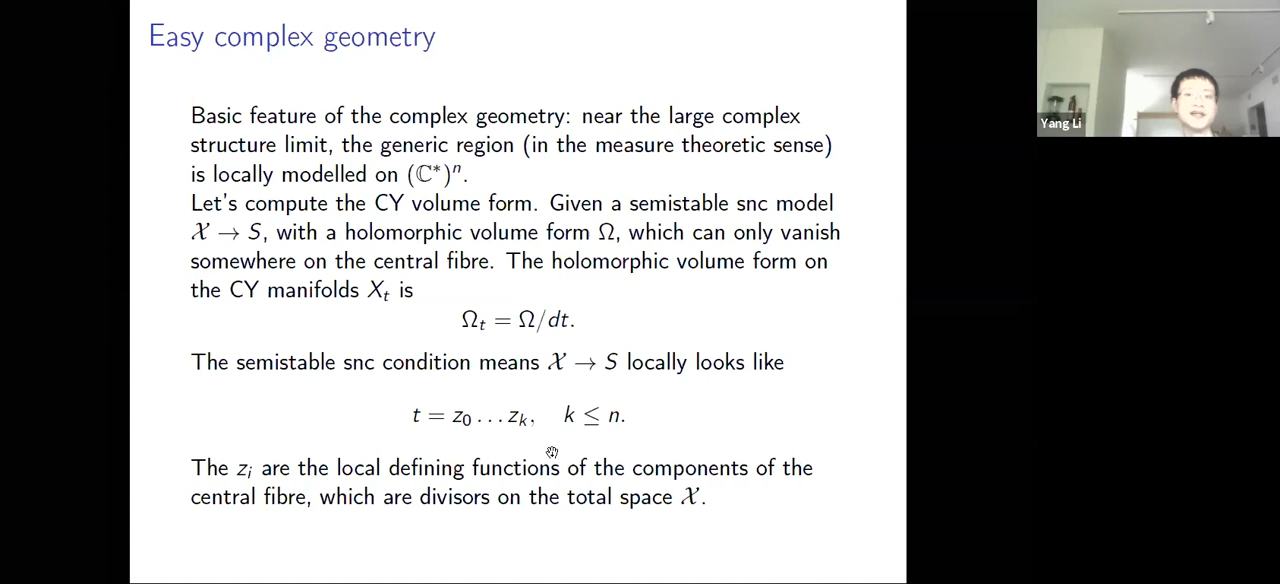 Easy complex geometry
Basic feature of the complex geometry: near the large complex
structure limit, the generic region (in the measure theoretic sense)
is locally modelled on (ℂ*)ⁿ.
Let's compute the CY volume form. Given a semistable snc model
𝒳 → S, with a holomorphic volume form Ω, which can only vanish
somewhere on the central fibre. The holomorphic volume form on
the CY manifolds Xₜ is
Ωₜ = Ω/dt.
The semistable snc condition means 𝒳 → S locally looks like
t = z₀ . . . zₖ, k ≤ n.
The zᵢ are the local defining functions of the components of the
central fibre, which are divisors on the total space 𝒳.
Yang Li